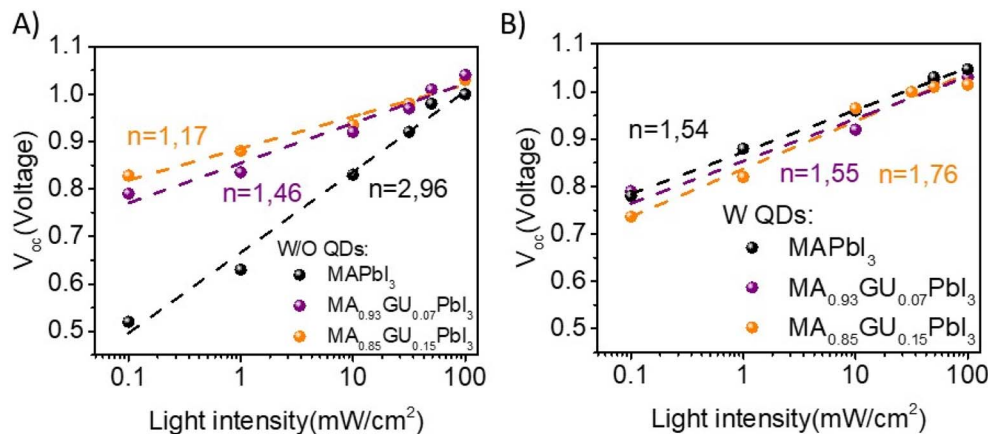 A)
1.1
1.0
0.9
0.8
0.7
0.6
0.5
V_oc(Voltage)
n=1,17
n=1,46
n=2,96
W/O QDs:
MAPbI₃
MA₀.₉₃GU₀.₀₇PbI₃
MA₀.₈₅GU₀.₁₅PbI₃
0.1
1
10
100
Light intensity(mW/cm²)
B)
1.1
1.0
0.9
0.8
0.7
0.6
0.5
V_oc(Voltage)
n=1,54
n=1,55
n=1,76
W QDs:
MAPbI₃
MA₀.₉₃GU₀.₀₇PbI₃
MA₀.₈₅GU₀.₁₅PbI₃
0.1
1
10
100
Light intensity(mW/cm²)